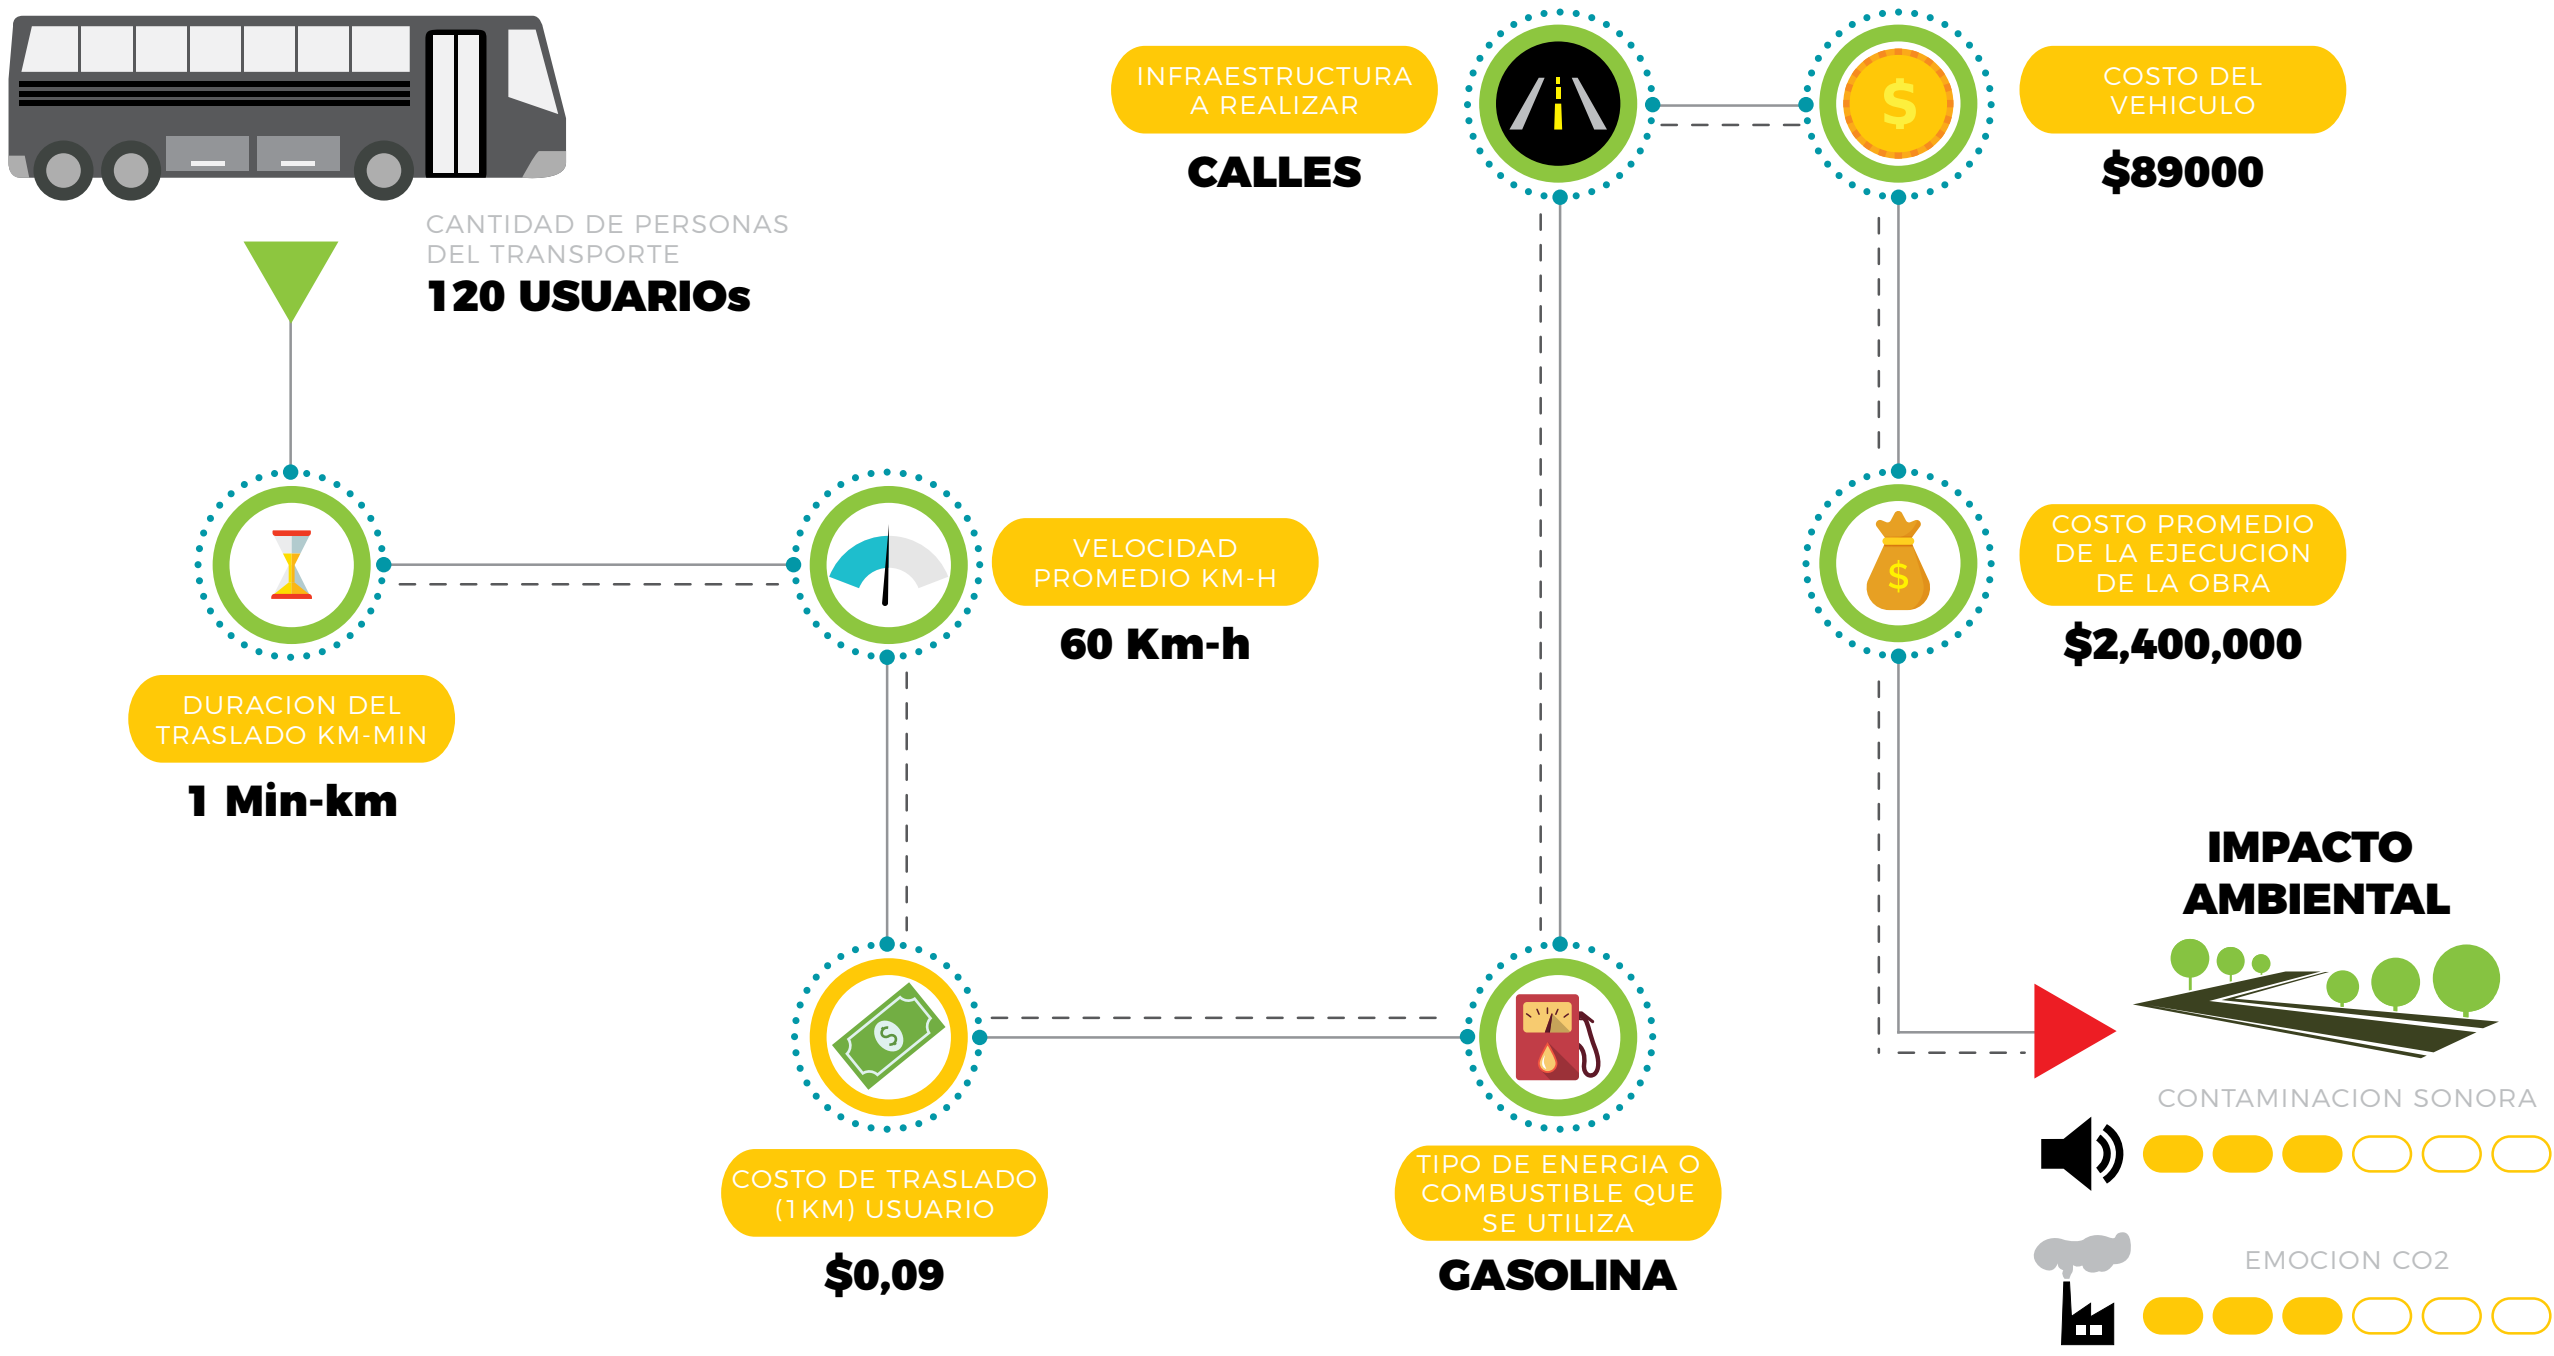 CANTIDAD DE PERSONAS
DEL TRANSPORTE
120 USUARIOs
DURACION DEL
TRASLADO KM-MIN
1 Min-km
VELOCIDAD
PROMEDIO KM-H
60 Km-h
COSTO DE TRASLADO
(1KM) USUARIO
$0,09
TIPO DE ENERGIA O
COMBUSTIBLE QUE
SE UTILIZA
GASOLINA
INFRAESTRUCTURA
A REALIZAR
CALLES
COSTO DEL
VEHICULO
$89000
COSTO PROMEDIO
DE LA EJECUCION
DE LA OBRA
$2,400,000
IMPACTO
AMBIENTAL
CONTAMINACION SONORA
EMOCION CO2